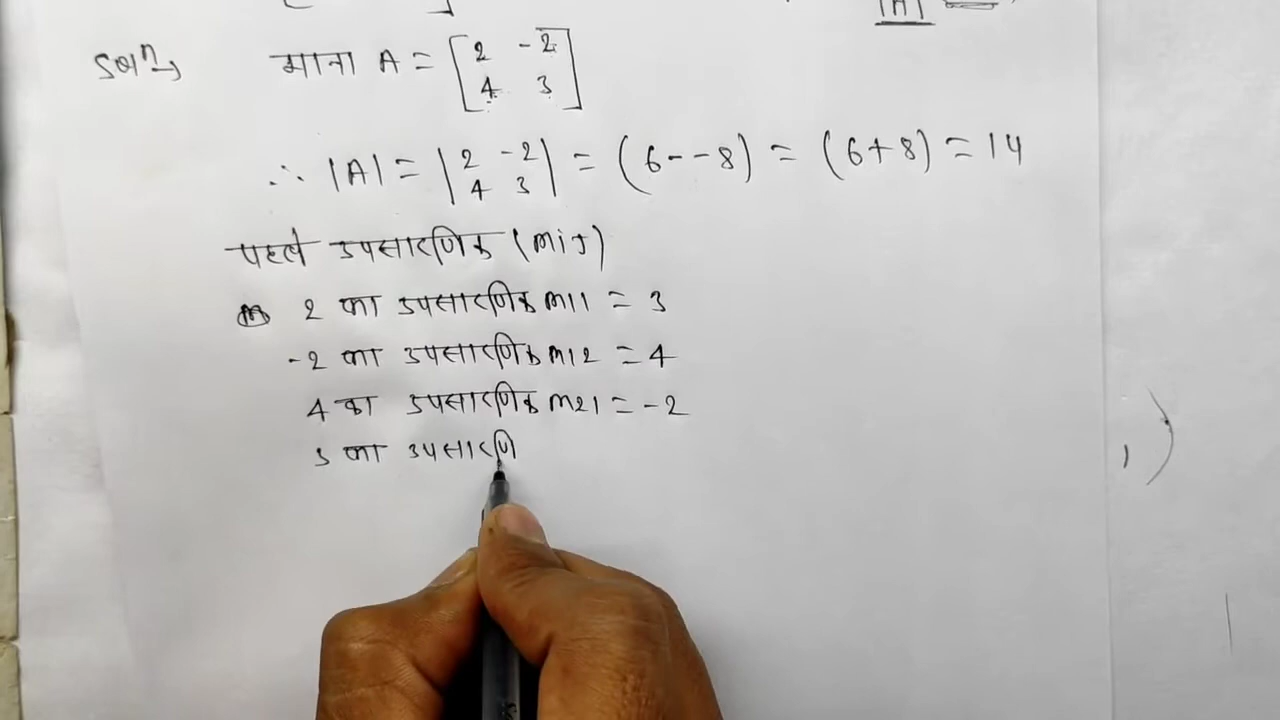 |A|
Soln, माना A = [2 -2 4 3]
∴ |A| = |2 -2 4 3| = (6--8) = (6+8) = 14
पहले उपसारणिक (Mij)
2 का उपसारणिक M11 = 3
-2 का उपसारणिक M12 = 4
4 का उपसारणिक M21 = -2
3 का उपसारणि